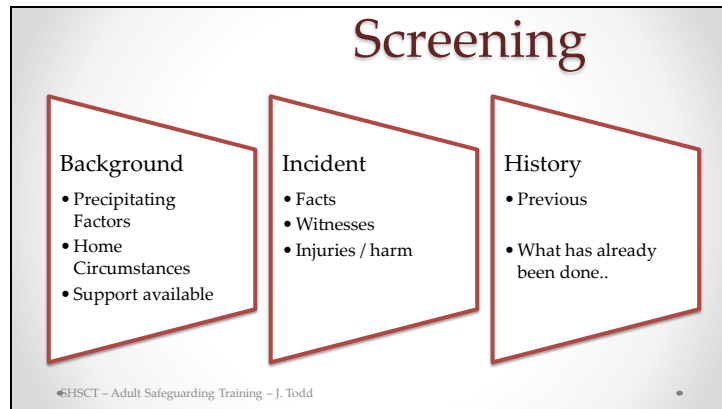 Screening
Background
• Precipitating
Factors
• Home
Circumstances
• Support available
Incident
• Facts
• Witnesses
• Injuries / harm
History
• Previous
• What has already
been done..
SHSCT – Adult Safeguarding Training – J. Todd